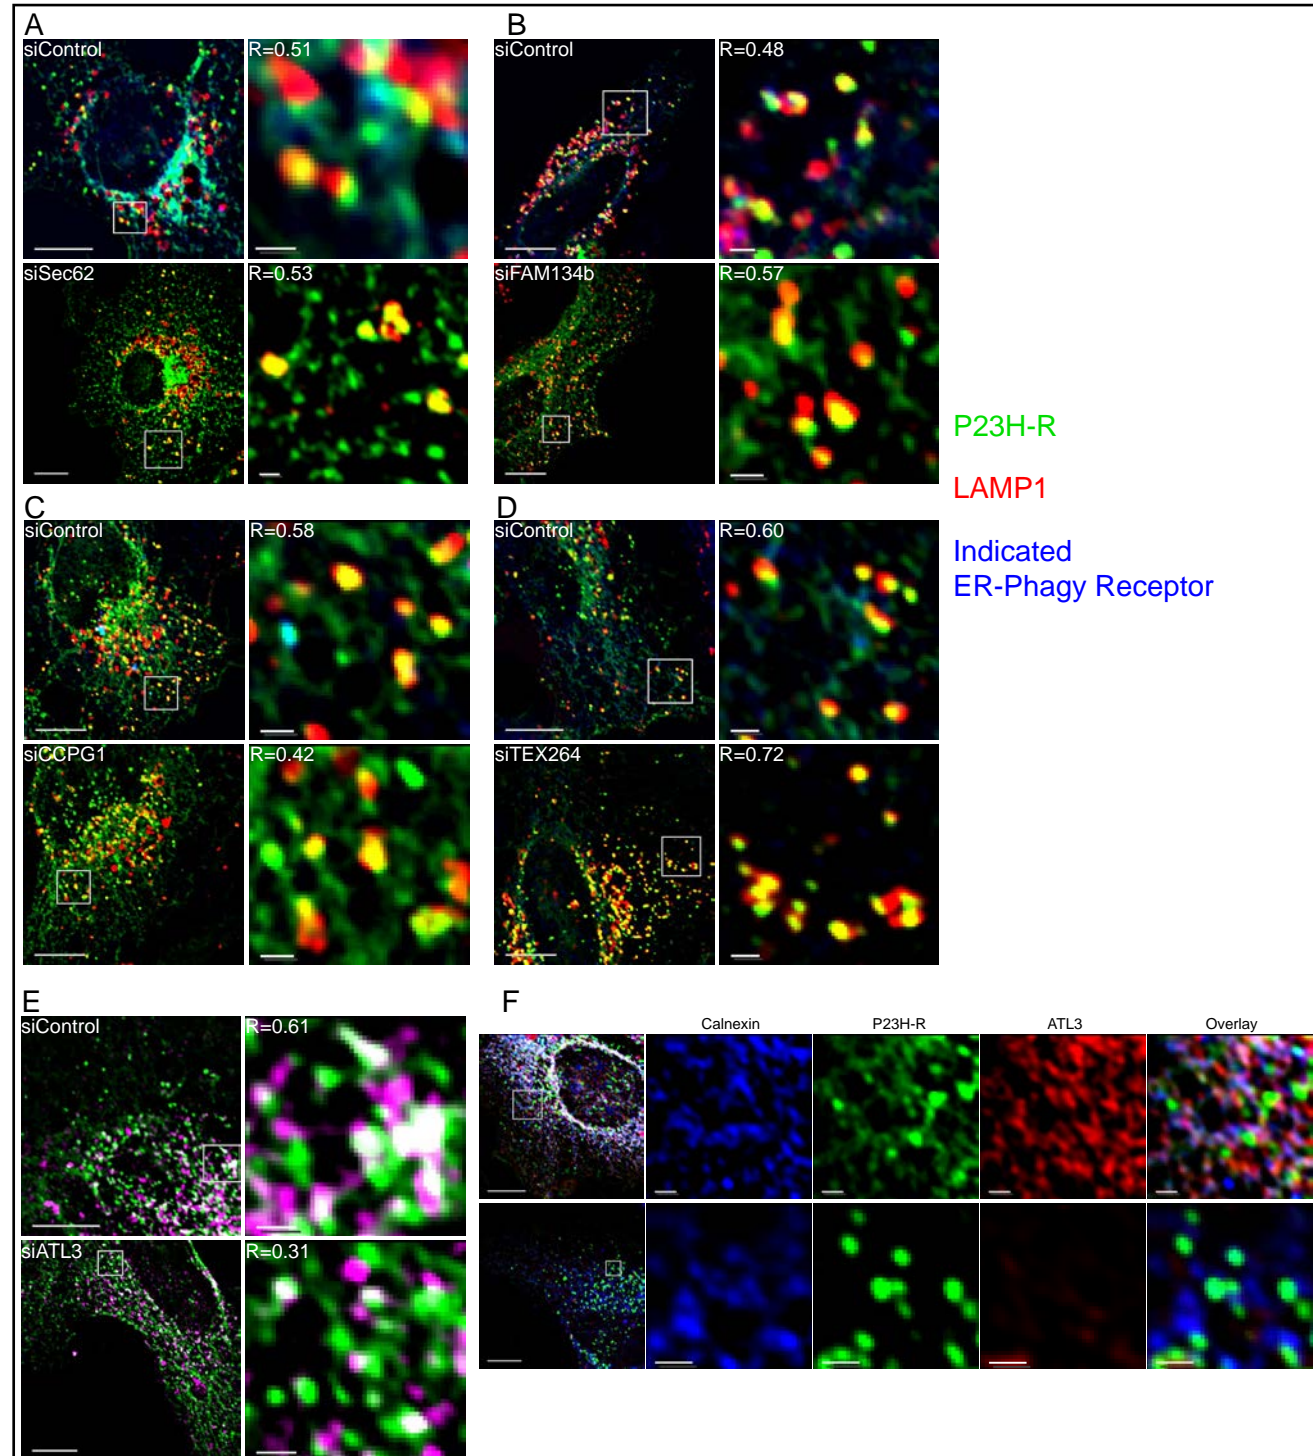 A
siControl
R=0.51
siSec62
R=0.53
B
siControl
R=0.48
siFAM134b
R=0.57
P23H-R
LAMP1
Indicated
ER-Phagy Receptor
C
siControl
R=0.58
siCCPG1
R=0.42
D
siControl
R=0.60
siTEX264
R=0.72
E
siControl
R=0.61
siATL3
R=0.31
F
Calnexin
P23H-R
ATL3
Overlay